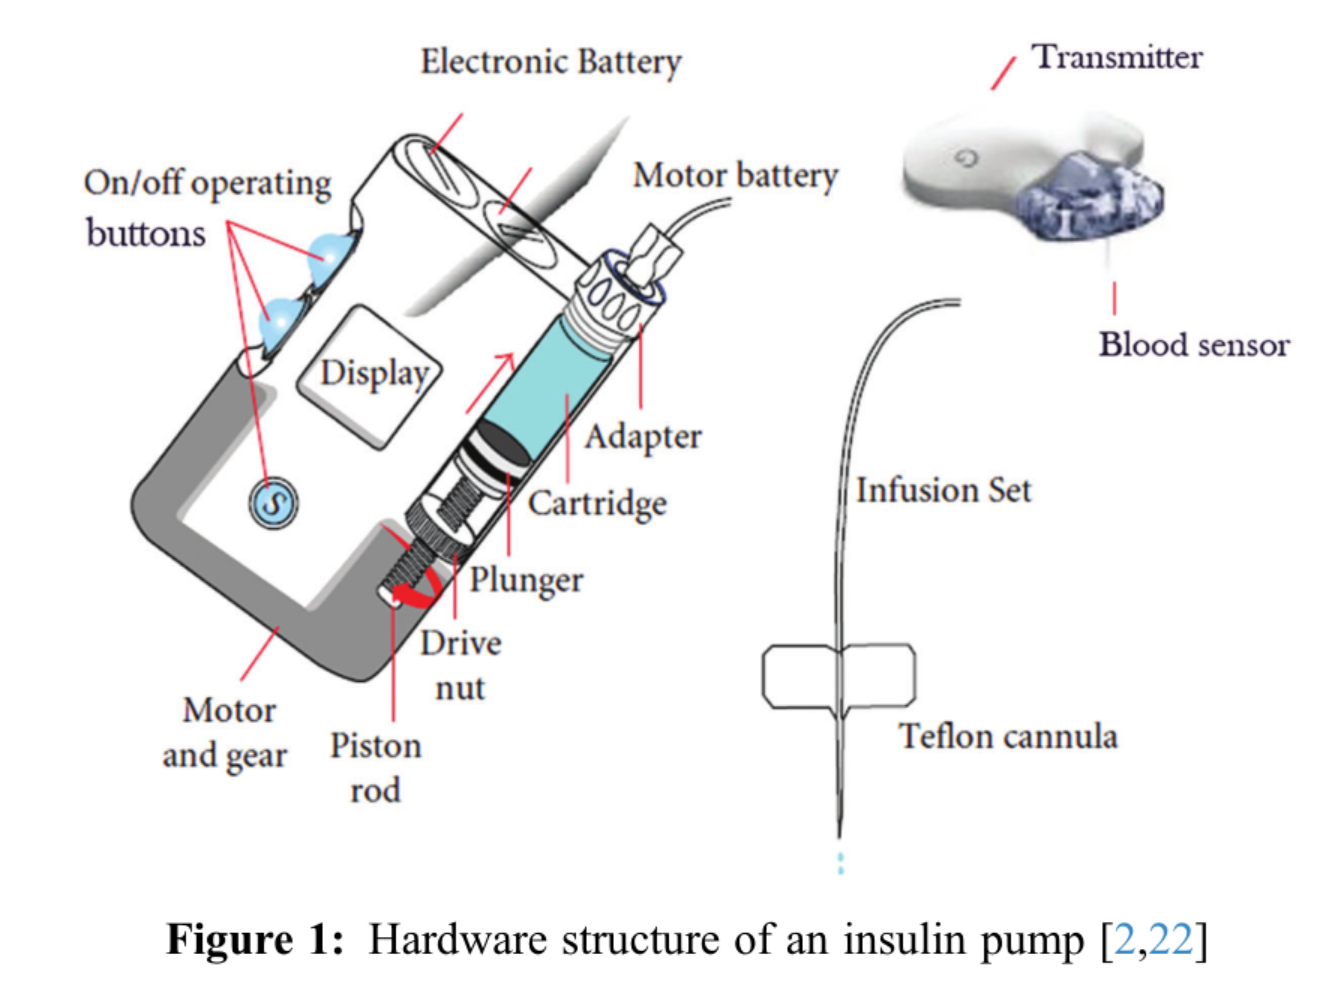 Electronic Battery
Transmitter
On/off operating
buttons
Motor battery
Display
Blood sensor
Adapter
Cartridge
Infusion Set
S
Plunger
Drive
nut
Motor
and gear
Piston
rod
Teflon cannula
Figure 1: Hardware structure of an insulin pump [2,22]